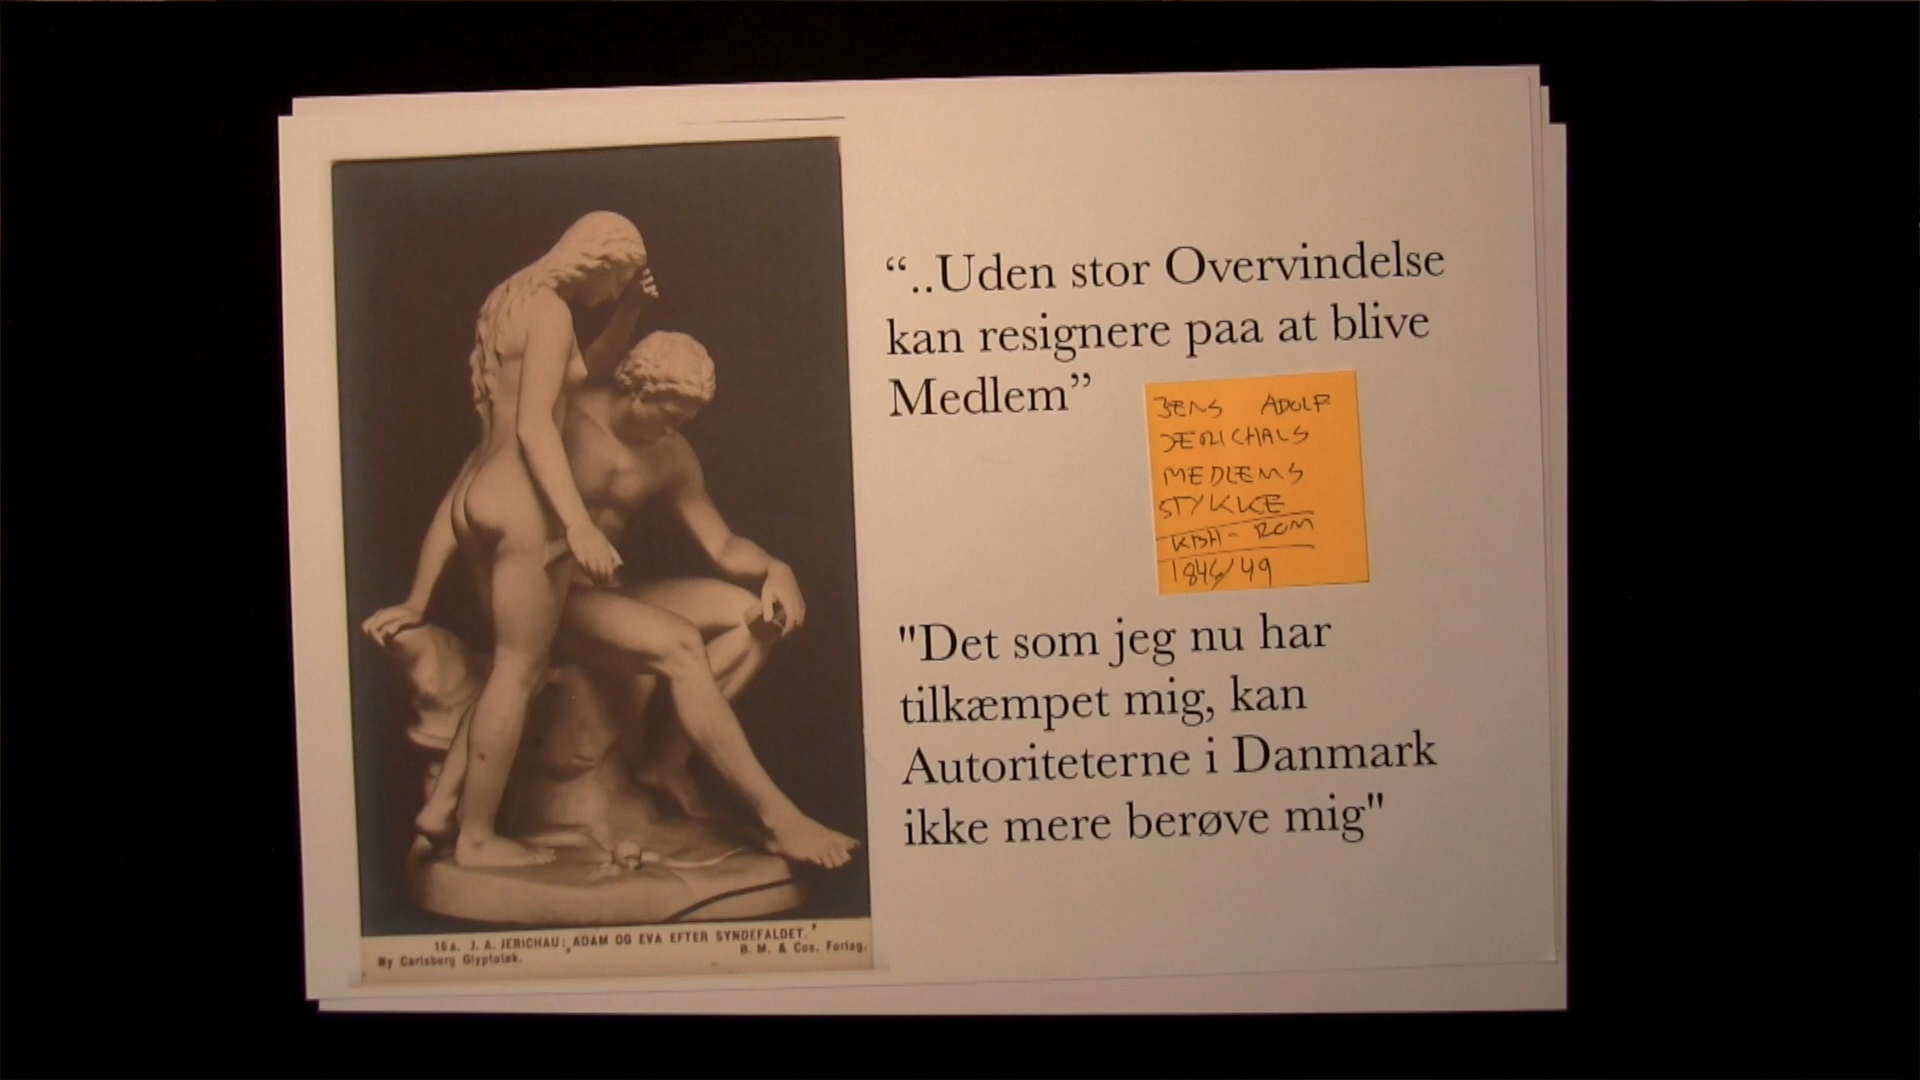 “..Uden stor Overvindelse
kan resignere paa at blive
Medlem”
JENS ADOLF
JERICHAUS
MEDLEMS
STYKKE
KBH - ROM
1846/49
"Det som jeg nu har
tilkæmpet mig, kan
Autoriteterne i Danmark
ikke mere berøve mig"
16a. J. A. JERICHAU: „ADAM OG EVA EFTER SYNDEFALDET.”
Ny Carlsberg Glyptotek. B. M. & Cos. Forlag.